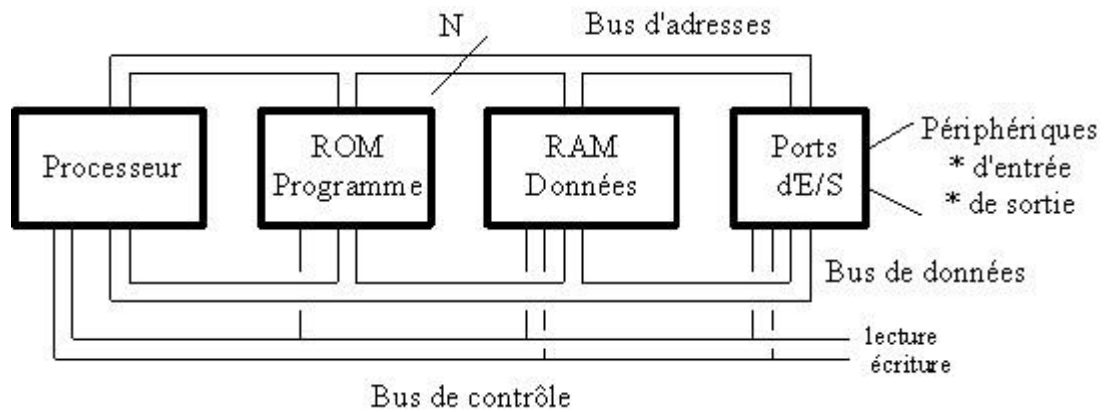 N
Bus d'adresses
Processeur
ROM
Programme
RAM
Données
Ports
d'E/S
Périphériques
* d'entrée
* de sortie
Bus de données
lecture
écriture
Bus de contrôle